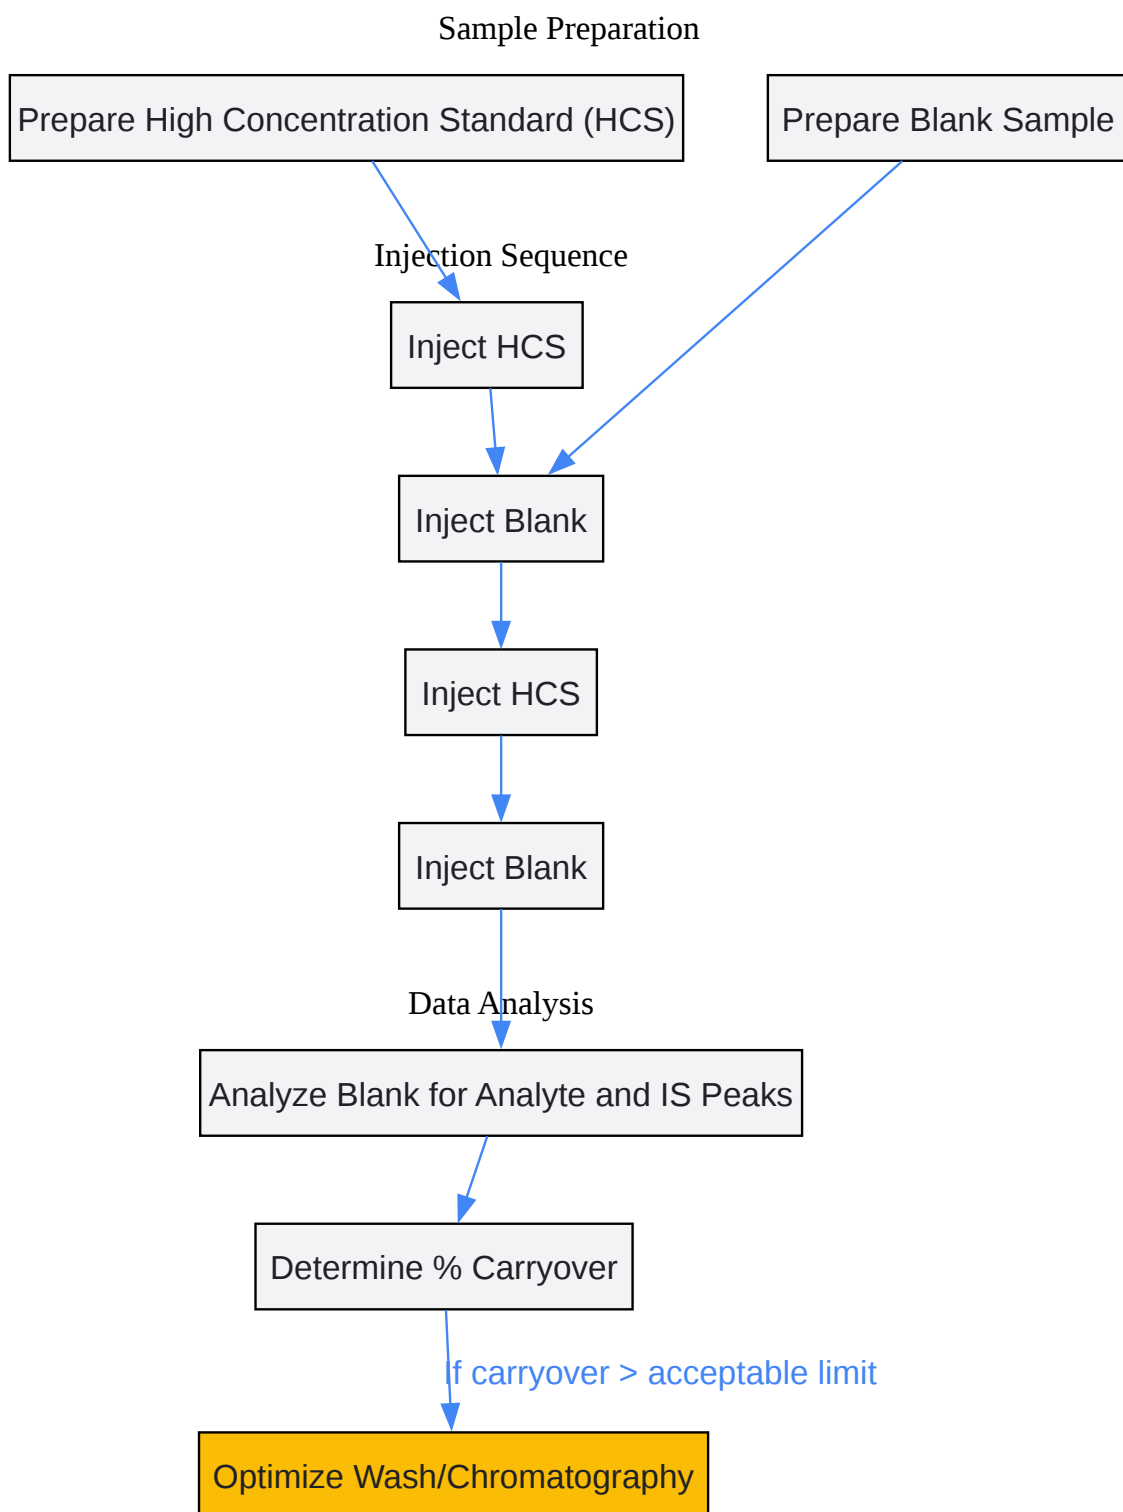 Sample Preparation
Prepare High Concentration Standard (HCS)
Prepare Blank Sample
Injection Sequence
Inject HCS
Inject Blank
Inject HCS
Inject Blank
Data Analysis
Analyze Blank for Analyte and IS Peaks
Determine % Carryover
If carryover > acceptable limit
Optimize Wash/Chromatography